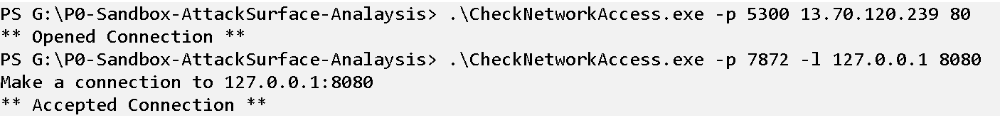 PS G:\P0-Sandbox-AttackSurface-Analaysis> .\CheckNetworkAccess.exe -p 5300 13.70.120.239 80
** Opened Connection **
PS G:\P0-Sandbox-AttackSurface-Analaysis> .\CheckNetworkAccess.exe -p 7872 -l 127.0.0.1 8080
Make a connection to 127.0.0.1:8080
** Accepted Connection **